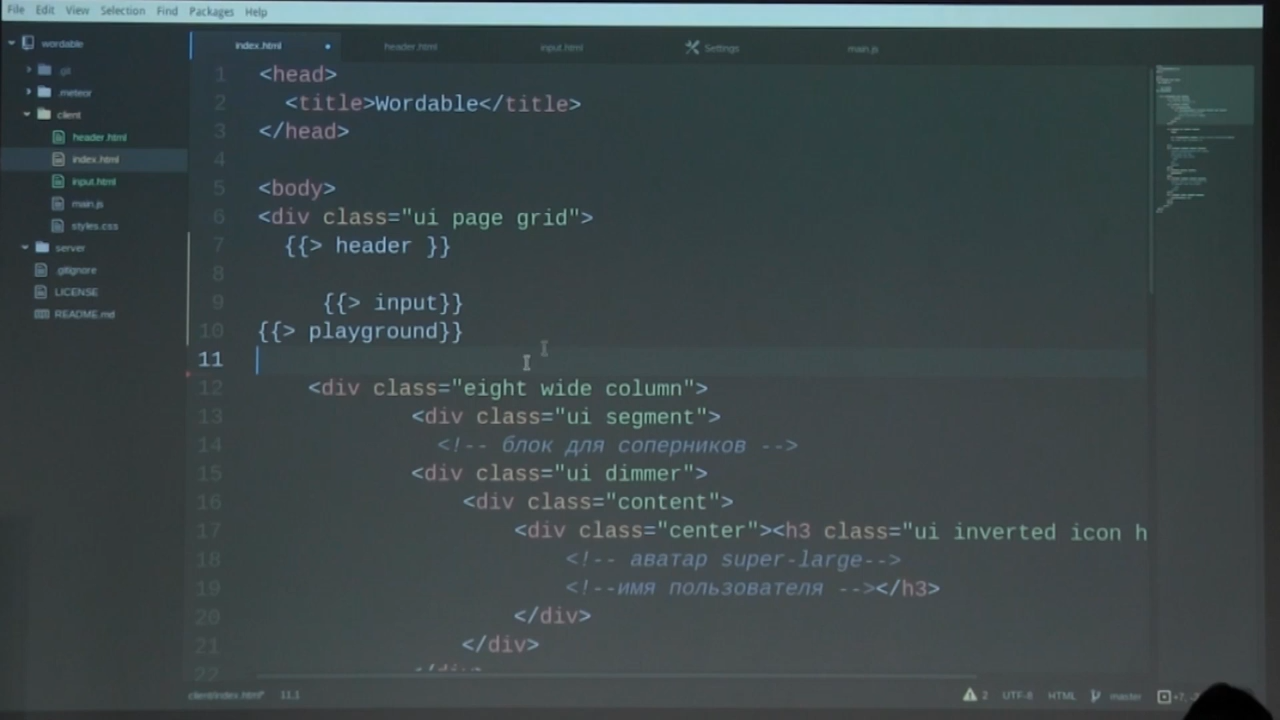 File Edit View Selection Find Packages Help
wordable
.git
.meteor
client
header.html
index.html
input.html
main.js
styles.css
server
.gitignore
LICENSE
README.md
index.html header.html input.html Settings main.js
1 <head>
2 <title>Wordable</title>
3 </head>
4
5 <body>
6 <div class="ui page grid">
7 {{> header }}
8
9 {{> input}}
10 {{> playground}}
11
12 <div class="eight wide column">
13 <div class="ui segment">
14 <!-- блок для соперников -->
15 <div class="ui dimmer">
16 <div class="content">
17 <div class="center"><h3 class="ui inverted icon h
18 <!-- аватар super-large-->
19 <!--имя пользователя --></h3>
20 </div>
21 </div>
22 </div>
client/index.html* 11,1 2 UTF-8 HTML master +7,